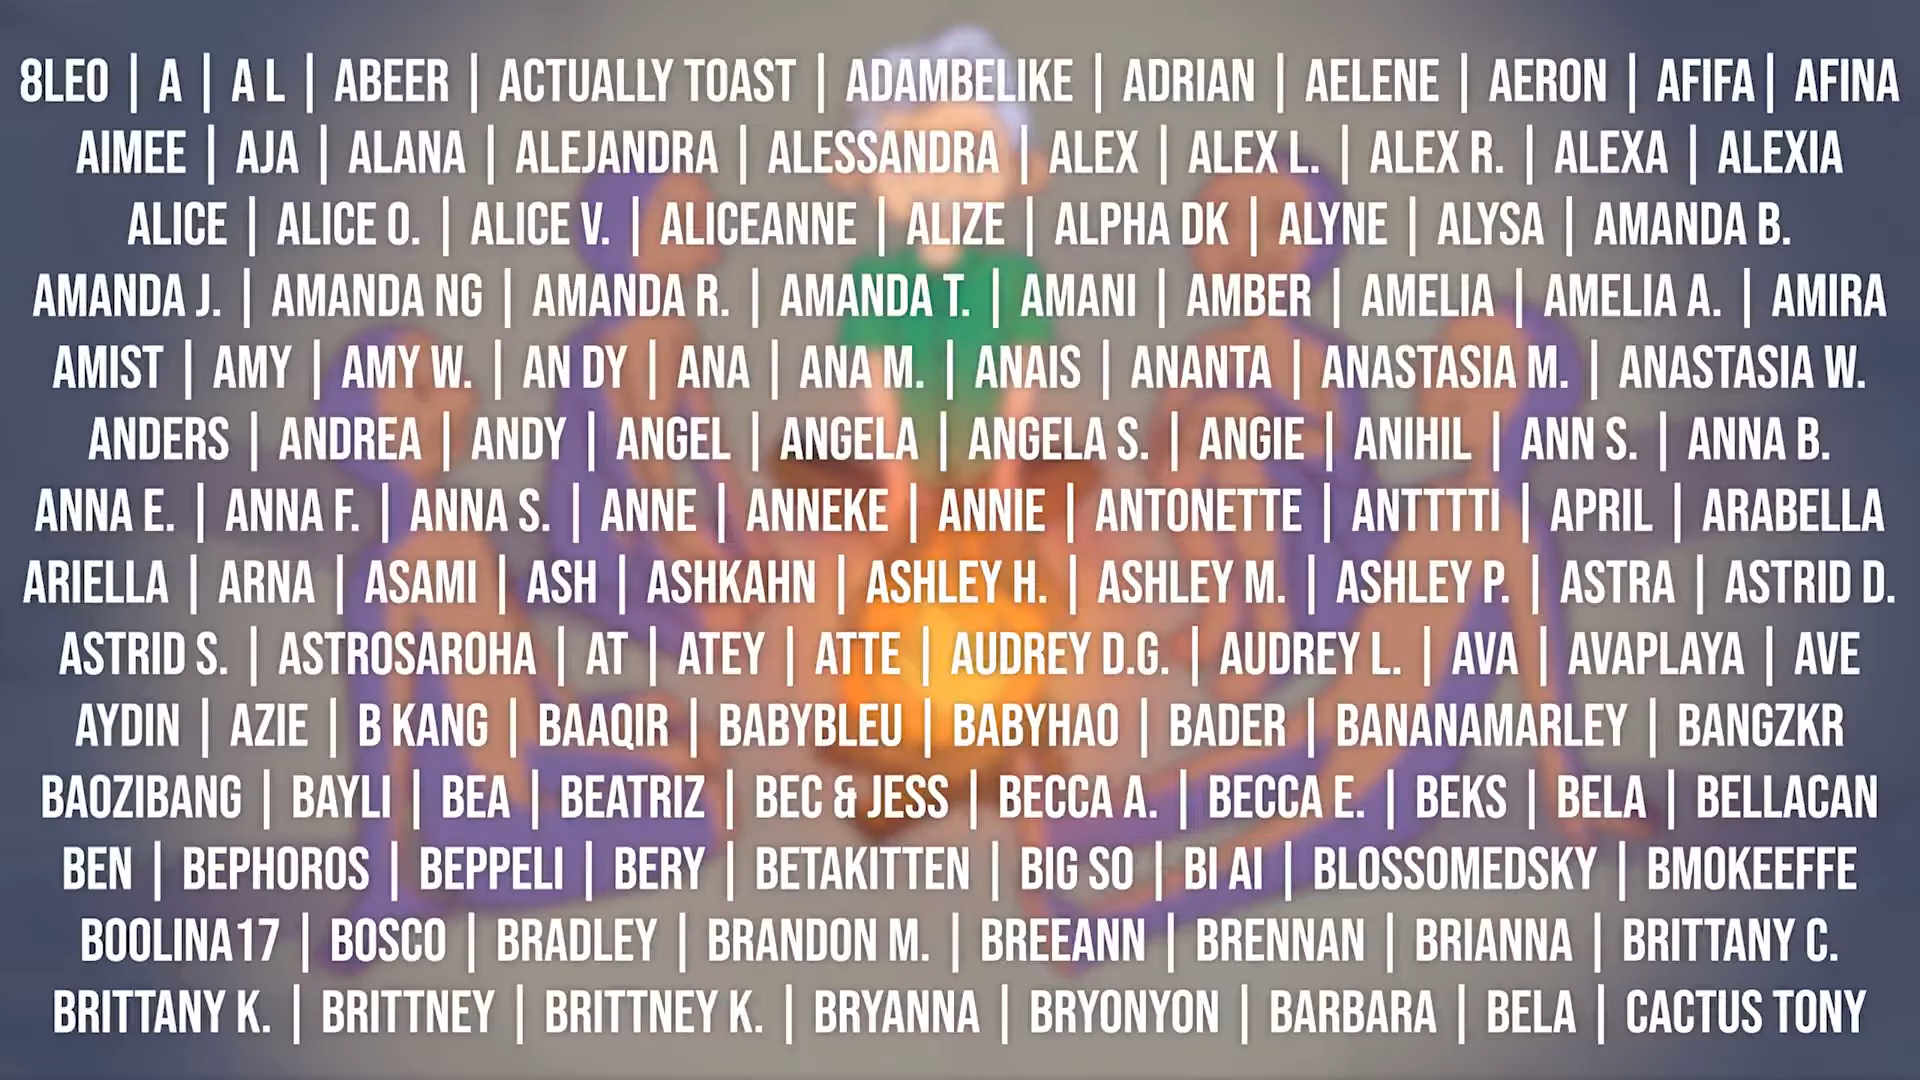 8LEO | A | A L | ABEER | ACTUALLY TOAST | ADAMBELIKE | ADRIAN | AELENE | AERON | AFIFA | AFINA
AIMEE | AJA | ALANA | ALEJANDRA | ALESSANDRA | ALEX | ALEX L. | ALEX R. | ALEXA | ALEXIA
ALICE | ALICE O. | ALICE V. | ALICEANNE | ALIZE | ALPHA DK | ALYNE | ALYSA | AMANDA B.
AMANDA J. | AMANDA NG | AMANDA R. | AMANDA T. | AMANI | AMBER | AMELIA | AMELIA A. | AMIRA
AMIST | AMY | AMY W. | AN DY | ANA | ANA M. | ANAIS | ANANTA | ANASTASIA M. | ANASTASIA W.
ANDERS | ANDREA | ANDY | ANGEL | ANGELA | ANGELA S. | ANGIE | ANIHIL | ANN S. | ANNA B.
ANNA E. | ANNA F. | ANNA S. | ANNE | ANNEKE | ANNIE | ANTONETTE | ANTTTTI | APRIL | ARABELLA
ARIELLA | ARNA | ASAMI | ASH | ASHKAHN | ASHLEY H. | ASHLEY M. | ASHLEY P. | ASTRA | ASTRID D.
ASTRID S. | ASTROSAROHA | AT | ATEY | ATTE | AUDREY D.G. | AUDREY L. | AVA | AVAPLAYA | AVE
AYDIN | AZIE | B KANG | BAAQIR | BABYBLEU | BABYHAO | BADER | BANANAMARLEY | BANGZKR
BAOZIBANG | BAYLI | BEA | BEATRIZ | BEC & JESS | BECCA A. | BECCA E. | BEKS | BELA | BELLACAN
BEN | BEPHOROS | BEPPELI | BERY | BETAKITTEN | BIG SO | BI AI | BLOSSOMEDSKY | BMOKEEFFE
BOOLINA17 | BOSCO | BRADLEY | BRANDON M. | BREEANN | BRENNAN | BRIANNA | BRITTANY C.
BRITTANY K. | BRITTNEY | BRITTNEY K. | BRYANNA | BRYONYON | BARBARA | BELA | CACTUS TONY